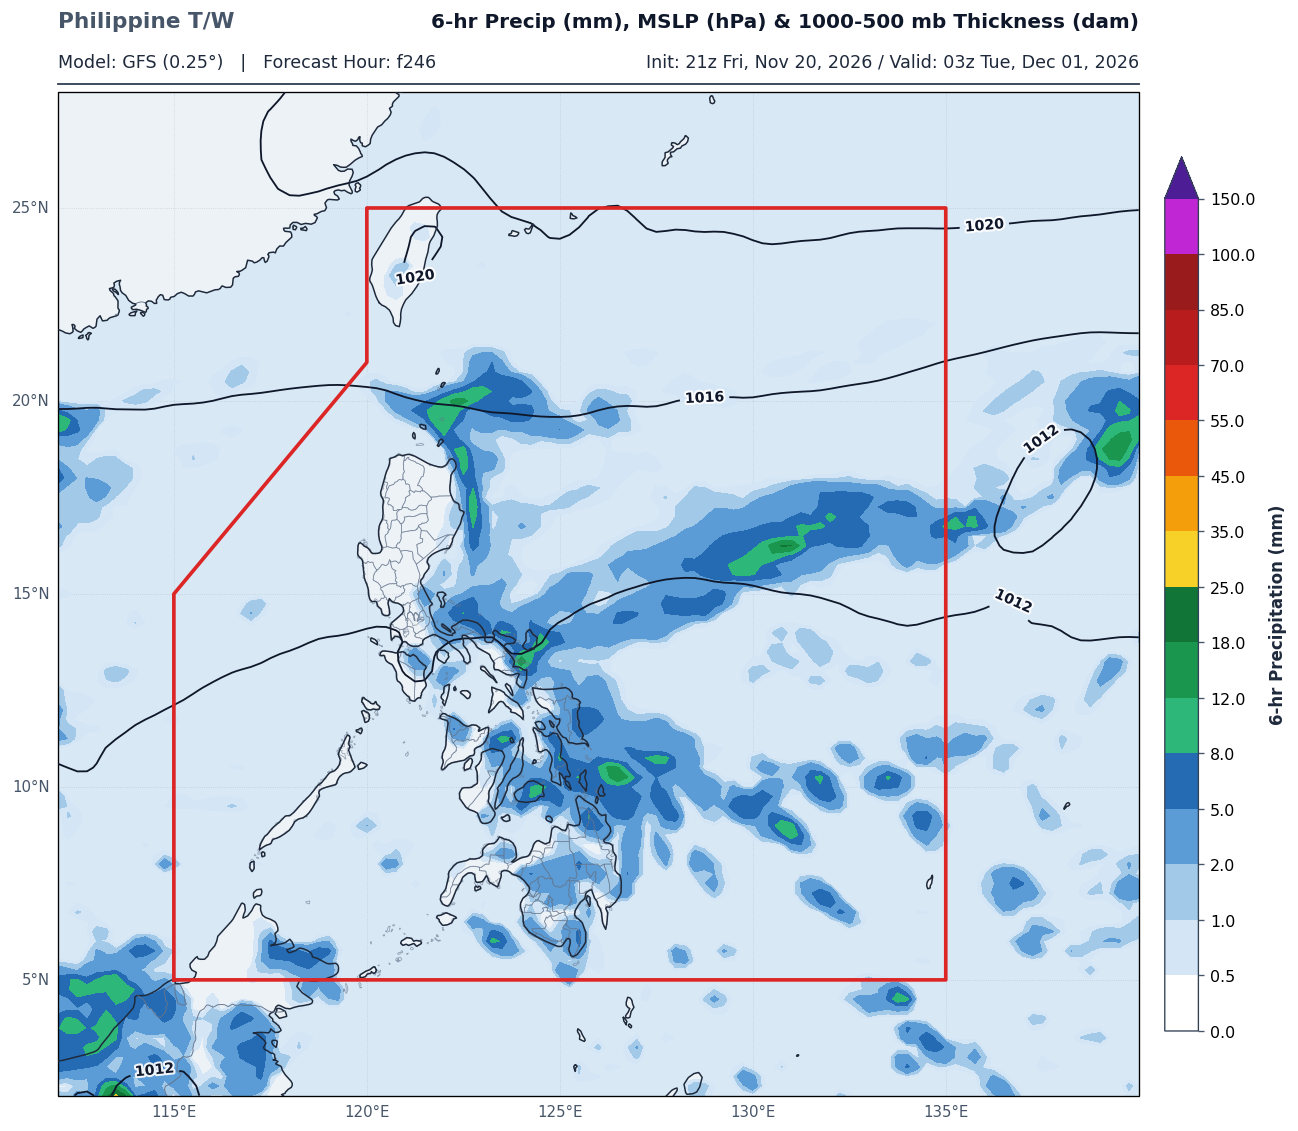 Philippine T/W
6-hr Precip (mm), MSLP (hPa) & 1000-500 mb Thickness (dam)
Model: GFS (0.25°) | Forecast Hour: f246
Init: 21z Fri, Nov 20, 2026 / Valid: 03z Tue, Dec 01, 2026
25°N
20°N
15°N
10°N
5°N
115°E
120°E
125°E
130°E
135°E
1020
1020
1016
1012
1012
1012
150.0
100.0
85.0
70.0
55.0
45.0
35.0
25.0
18.0
12.0
8.0
5.0
2.0
1.0
0.5
0.0
6-hr Precipitation (mm)